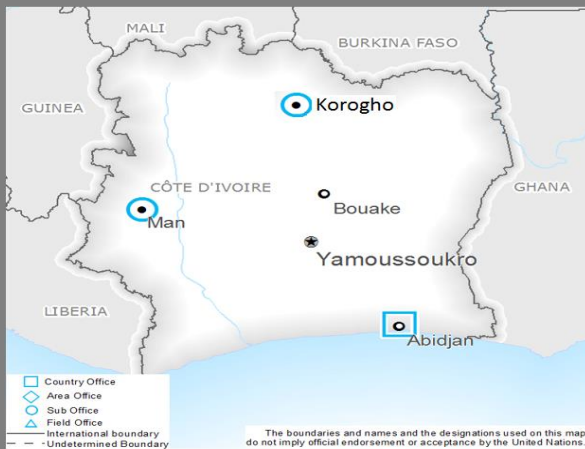 MALI
BURKINA FASO
GUINEA
Korogho
CÔTE D'IVOIRE
GHANA
Bouake
Man
Yamoussoukro
LIBERIA
Abidjan
Country Office
Area Office
Sub Office
Field Office
International boundary
Undetermined Boundary
The boundaries and names and the designations used on this map
do not imply official endorsement or acceptance by the United Nations.